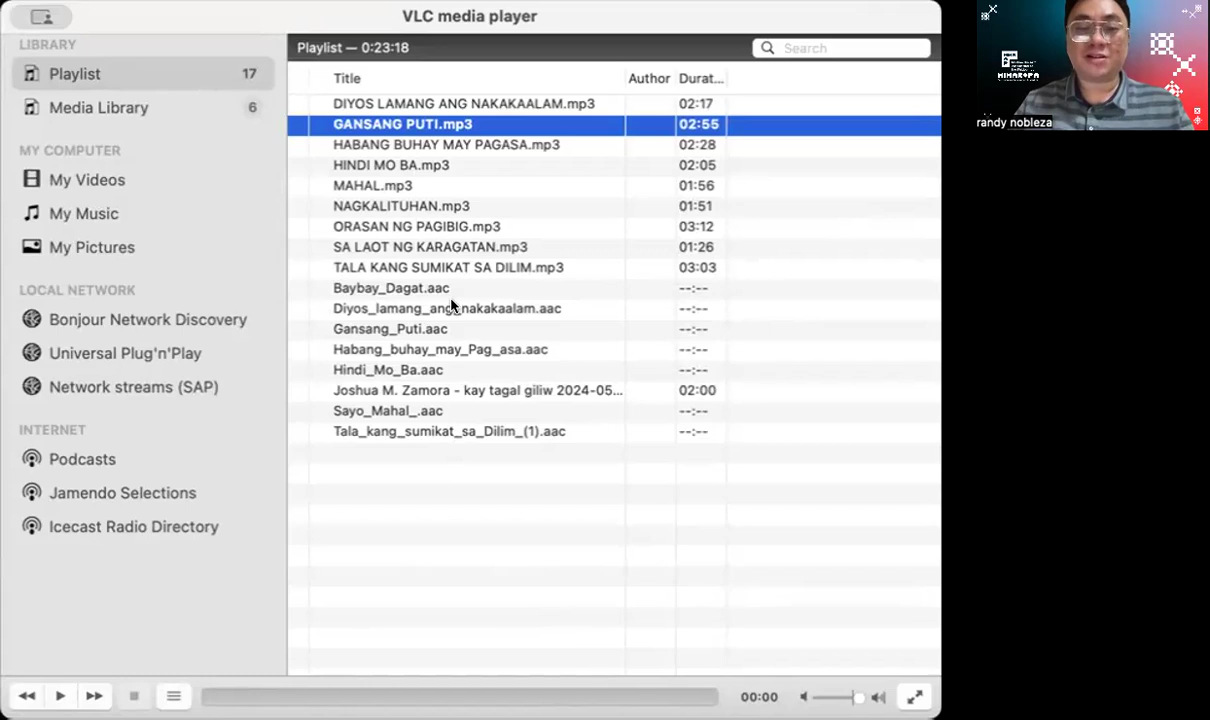 VLC media player
LIBRARY
Playlist 17
Media Library 6
MY COMPUTER
My Videos
My Music
My Pictures
LOCAL NETWORK
Bonjour Network Discovery
Universal Plug'n'Play
Network streams (SAP)
INTERNET
Podcasts
Jamendo Selections
Icecast Radio Directory
Playlist — 0:23:18
Search
Title Author Durat...
DIYOS LAMANG ANG NAKAKAALAM.mp3 02:17
GANSANG PUTI.mp3 02:55
HABANG BUHAY MAY PAGASA.mp3 02:28
HINDI MO BA.mp3 02:05
MAHAL.mp3 01:56
NAGKALITUHAN.mp3 01:51
ORASAN NG PAGIBIG.mp3 03:12
SA LAOT NG KARAGATAN.mp3 01:26
TALA KANG SUMIKAT SA DILIM.mp3 03:03
Baybay_Dagat.aac --:--
Diyos_lamang_ang_nakakaalam.aac --:--
Gansang_Puti.aac --:--
Habang_buhay_may_Pag_asa.aac --:--
Hindi_Mo_Ba.aac --:--
Joshua M. Zamora - kay tagal giliw 2024-05... 02:00
Sayo_Mahal_.aac --:--
Tala_kang_sumikat_sa_Dilim_(1).aac --:--
00:00
MIMAROPA
randy nobleza